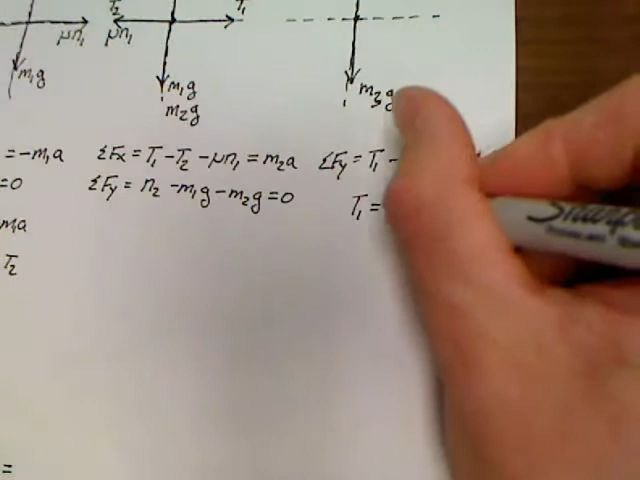 T₂ T₁
μn₁ μn₁
m₁g m₁g m₃g
m₂g
= -m₁a ΣFx = T₁ - T₂ - μn₁ = m₂a ΣFy = T₁ -
=0 ΣFy = n₂ - m₁g - m₂g = 0
m₁a T₁ =
T₂
=
Sharpie